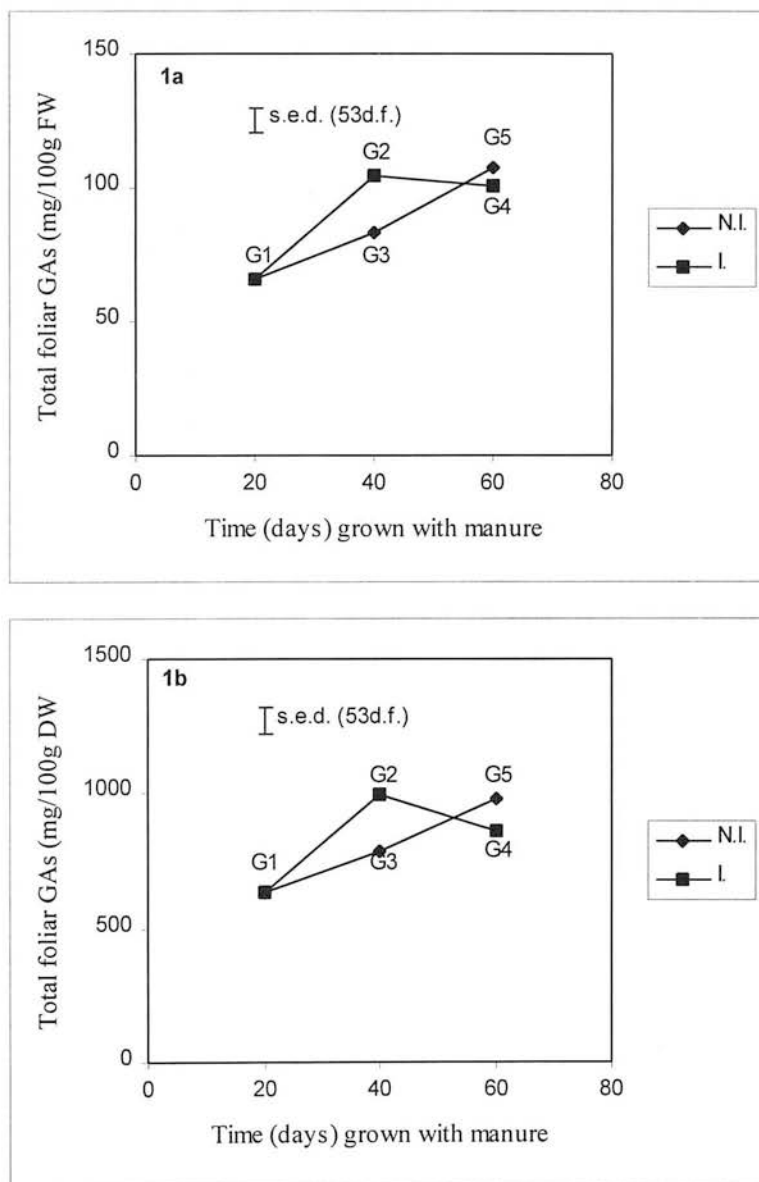 1a
Total foliar GAs (mg/100g FW)
150
100
50
0
s.e.d. (53d.f.)
G1
G2
G3
G5
G4
0 20 40 60 80
Time (days) grown with manure
N.I.
I.
1b
Total foliar GAs (mg/100g DW)
1500
1000
500
0
s.e.d. (53d.f.)
G1
G2
G3
G5
G4
0 20 40 60 80
Time (days) grown with manure
N.I.
I.